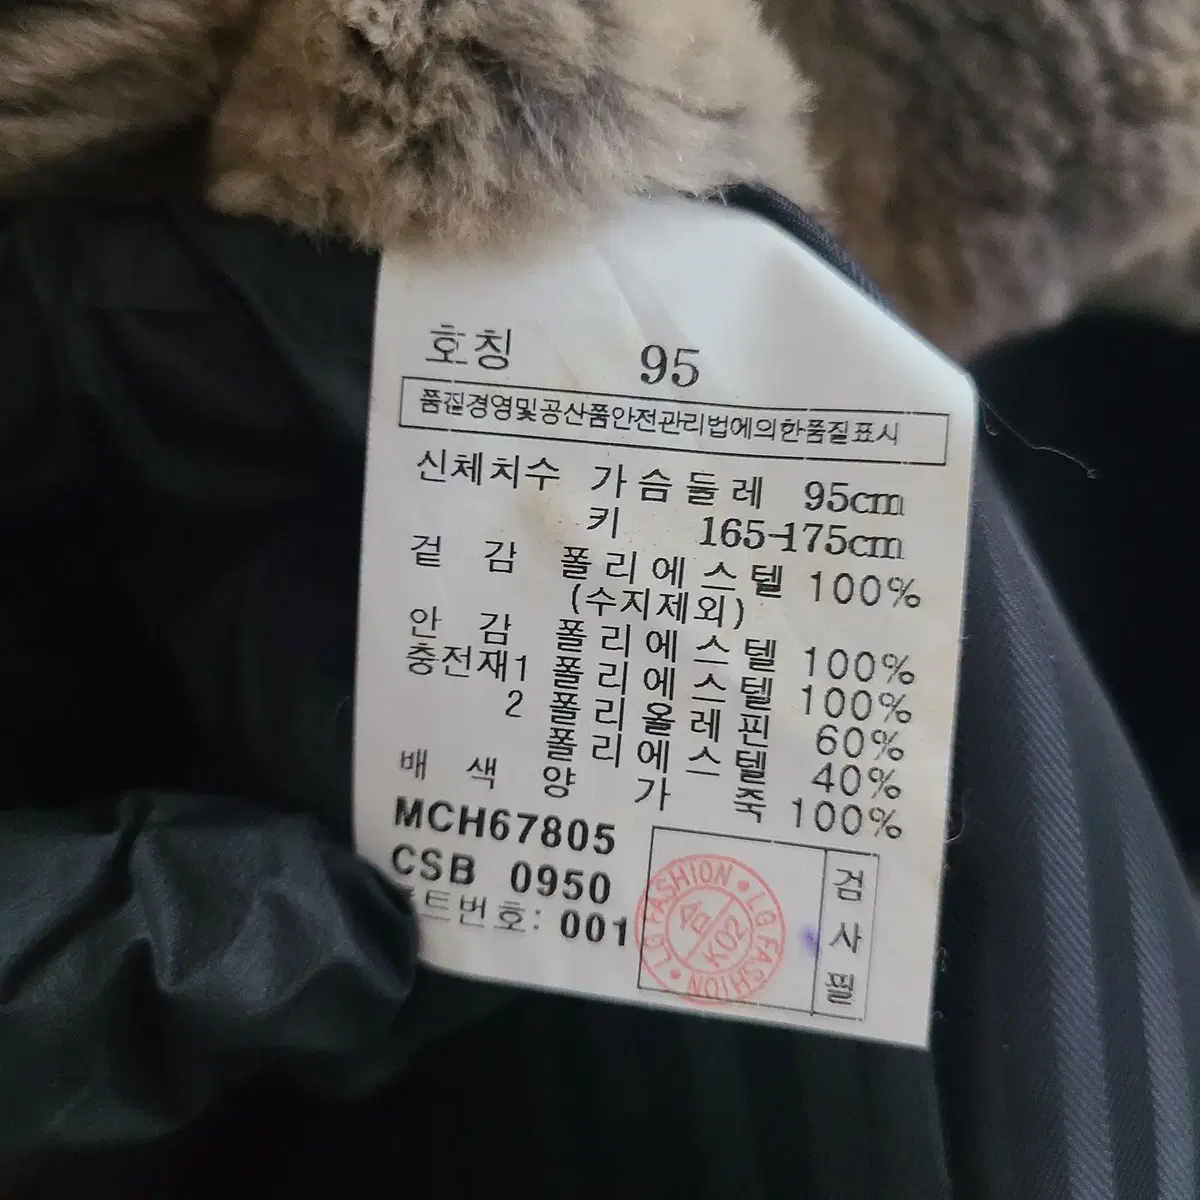 호칭 95
품질경영및공산품안전관리법에의한품질표시
신체치수 가슴둘레 95cm
키 165-175cm
겉감 폴리에스텔 100%
(수지제외)
안감 폴리에스텔 100%
충전재1 폴리에스텔 100%
2 폴리올레핀 60%
폴리에스텔 40%
배색 양가죽 100%
MCH67805
CSB 0950
로트번호: 001
LG FASHION • LG FASHION •
숨 K02
검사필